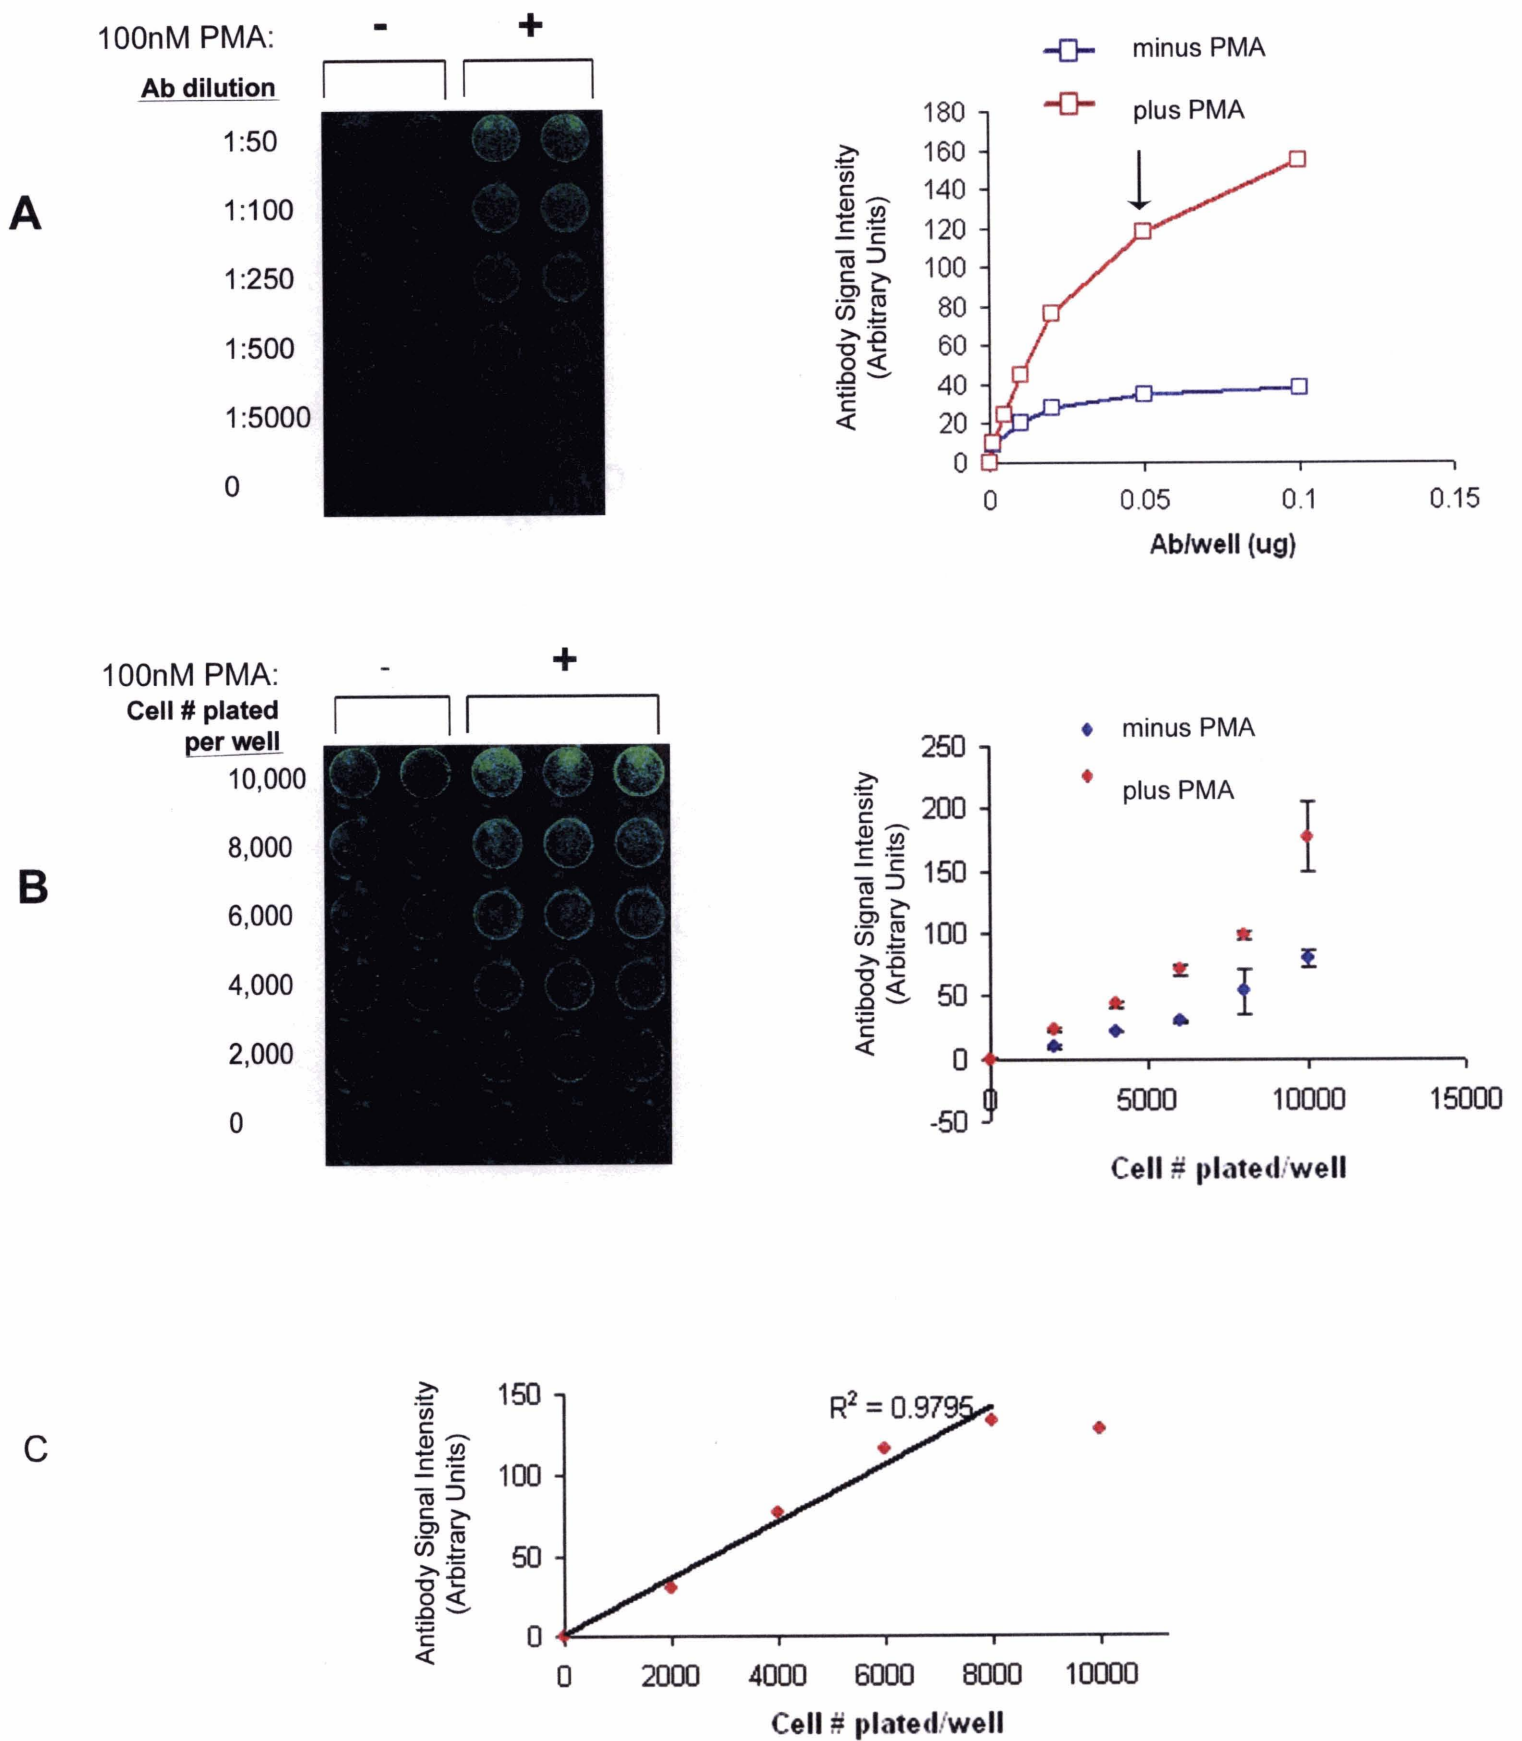 100nM PMA: - +
Ab dilution
1:50
1:100
1:250
1:500
1:5000
0
A
minus PMA
plus PMA
Antibody Signal Intensity
(Arbitrary Units)
180
160
140
120
100
80
60
40
20
0
0 0.05 0.1 0.15
Ab/well (ug)
100nM PMA: - +
Cell # plated
per well
10,000
8,000
6,000
4,000
2,000
0
B
minus PMA
plus PMA
Antibody Signal Intensity
(Arbitrary Units)
250
200
150
100
50
0
-50
0 5000 10000 15000
Cell # plated/well
C
Antibody Signal Intensity
(Arbitrary Units)
150
100
50
0
R² = 0.9795
0 2000 4000 6000 8000 10000
Cell # plated/well